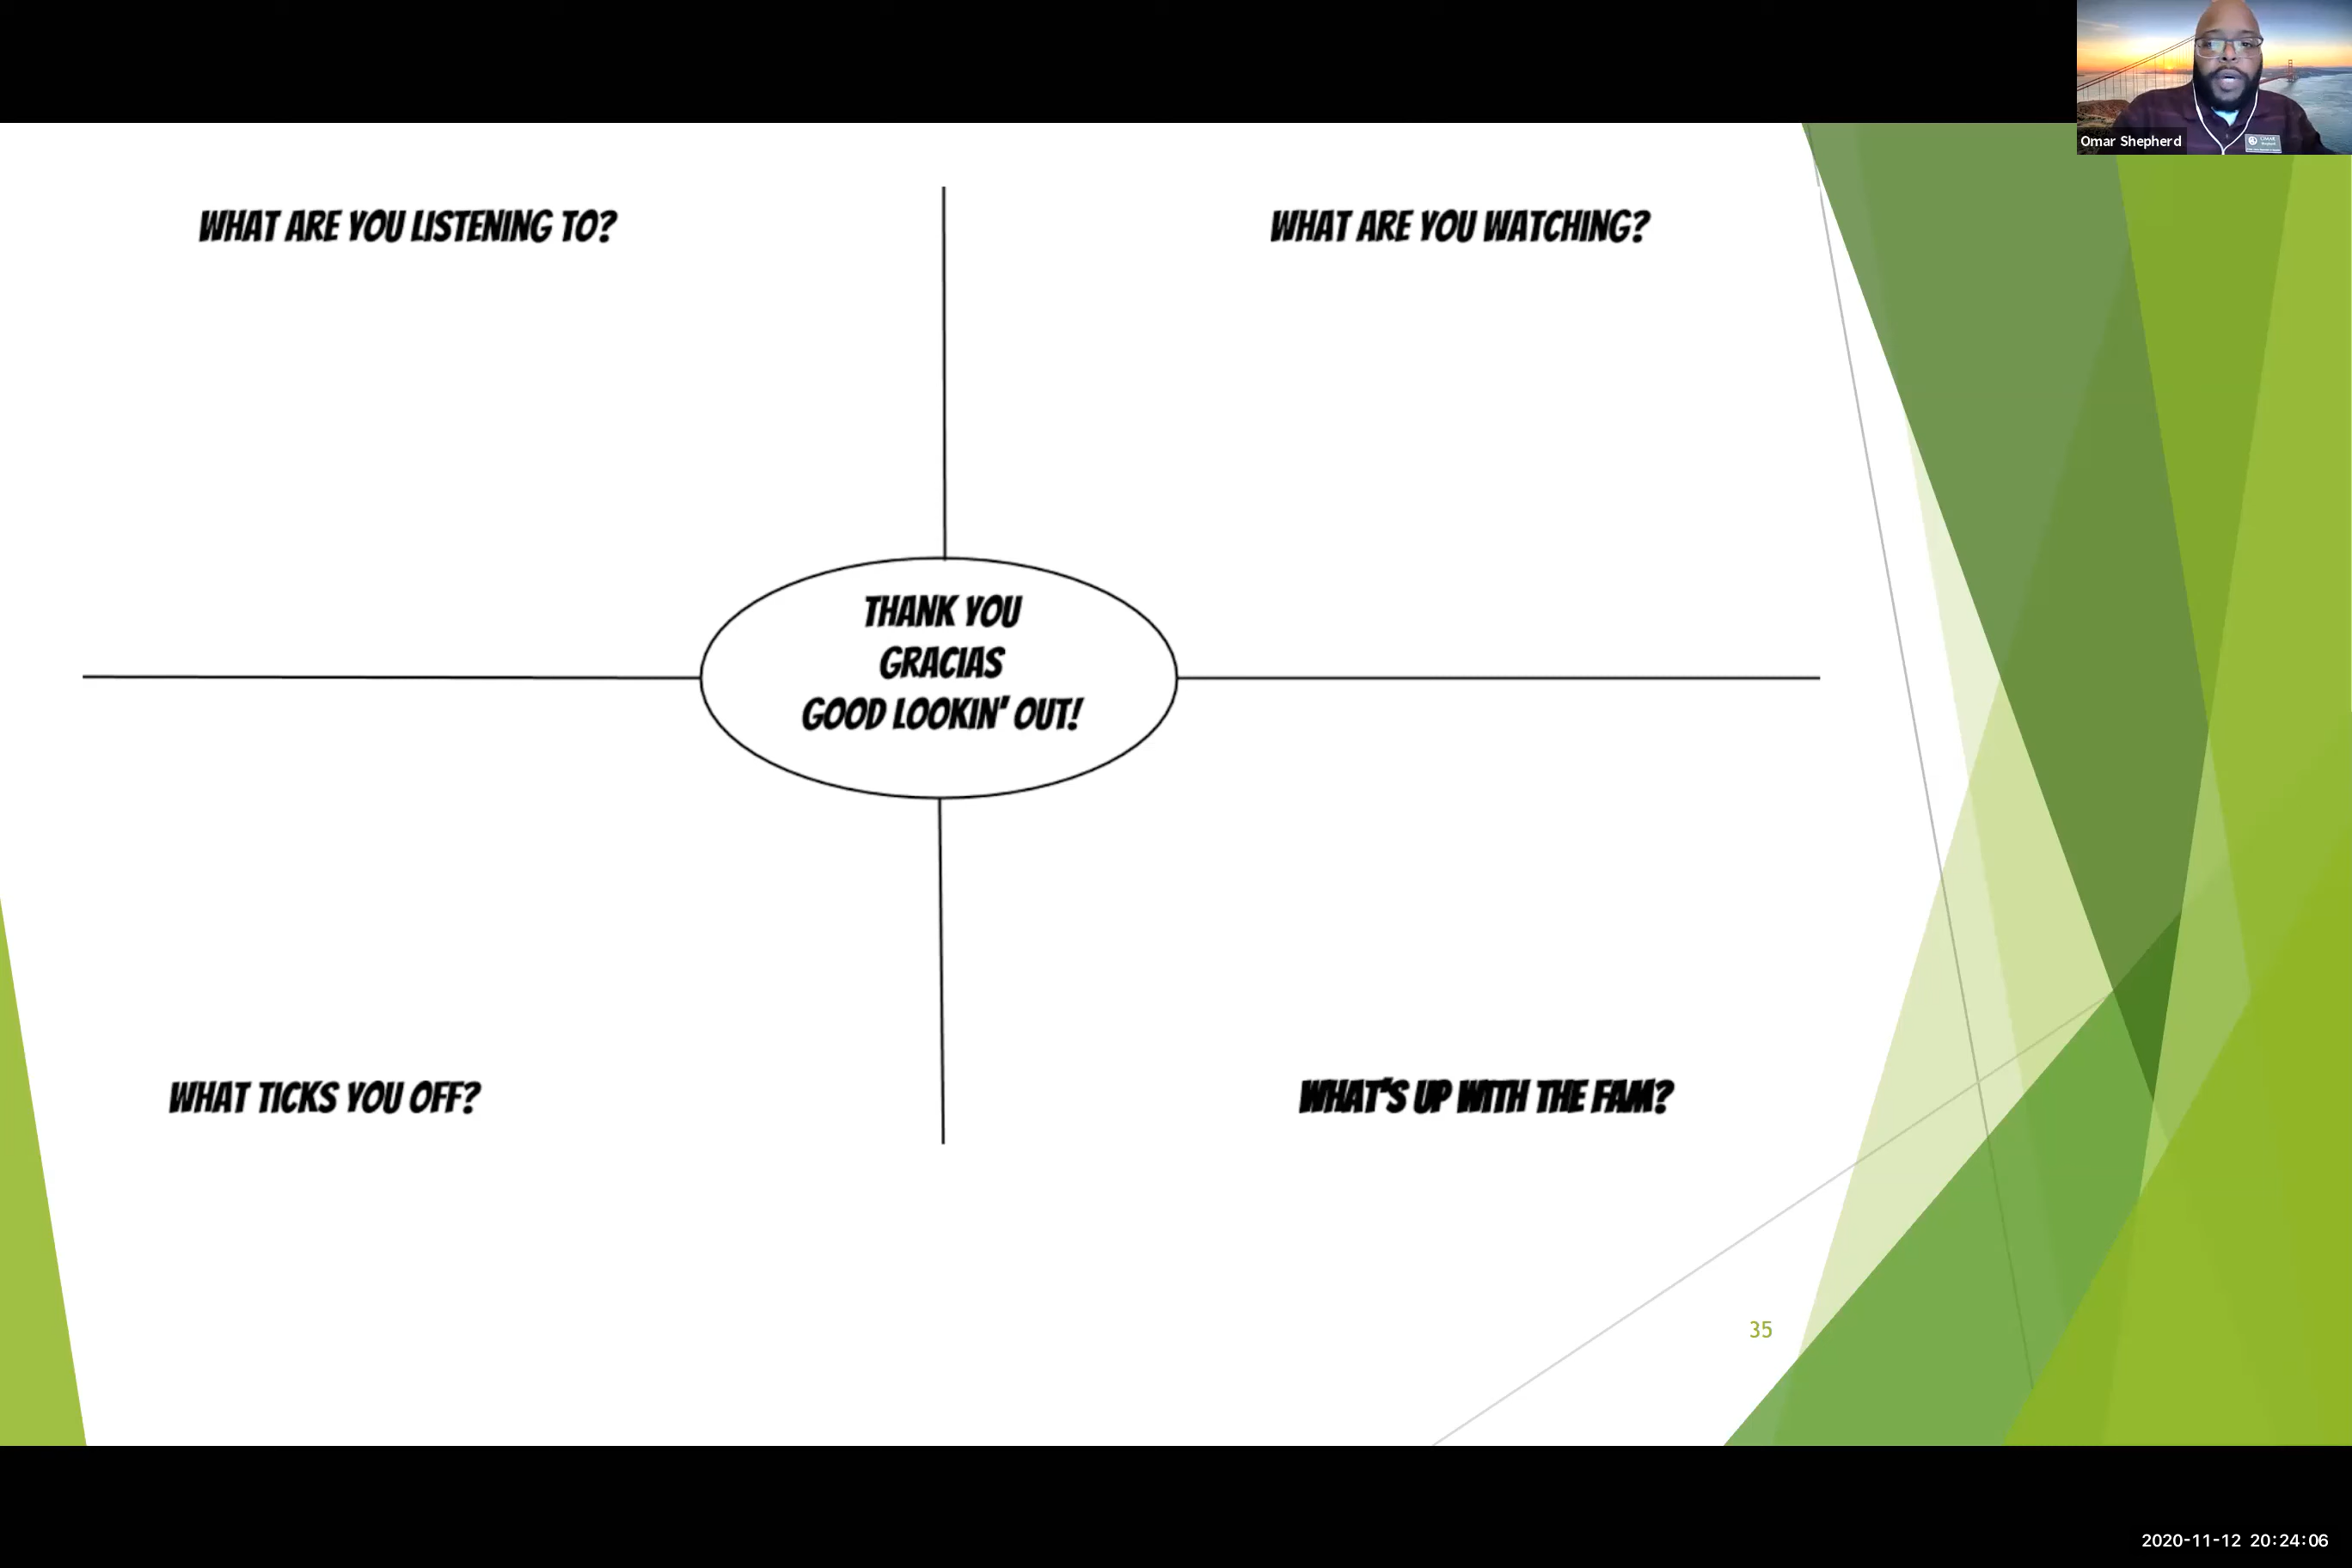 Omar Shepherd
WHAT ARE YOU LISTENING TO?
WHAT ARE YOU WATCHING?
THANK YOU
GRACIAS
GOOD LOOKIN' OUT!
WHAT TICKS YOU OFF?
WHAT'S UP WITH THE FAM?
35
2020-11-12 20:24:06